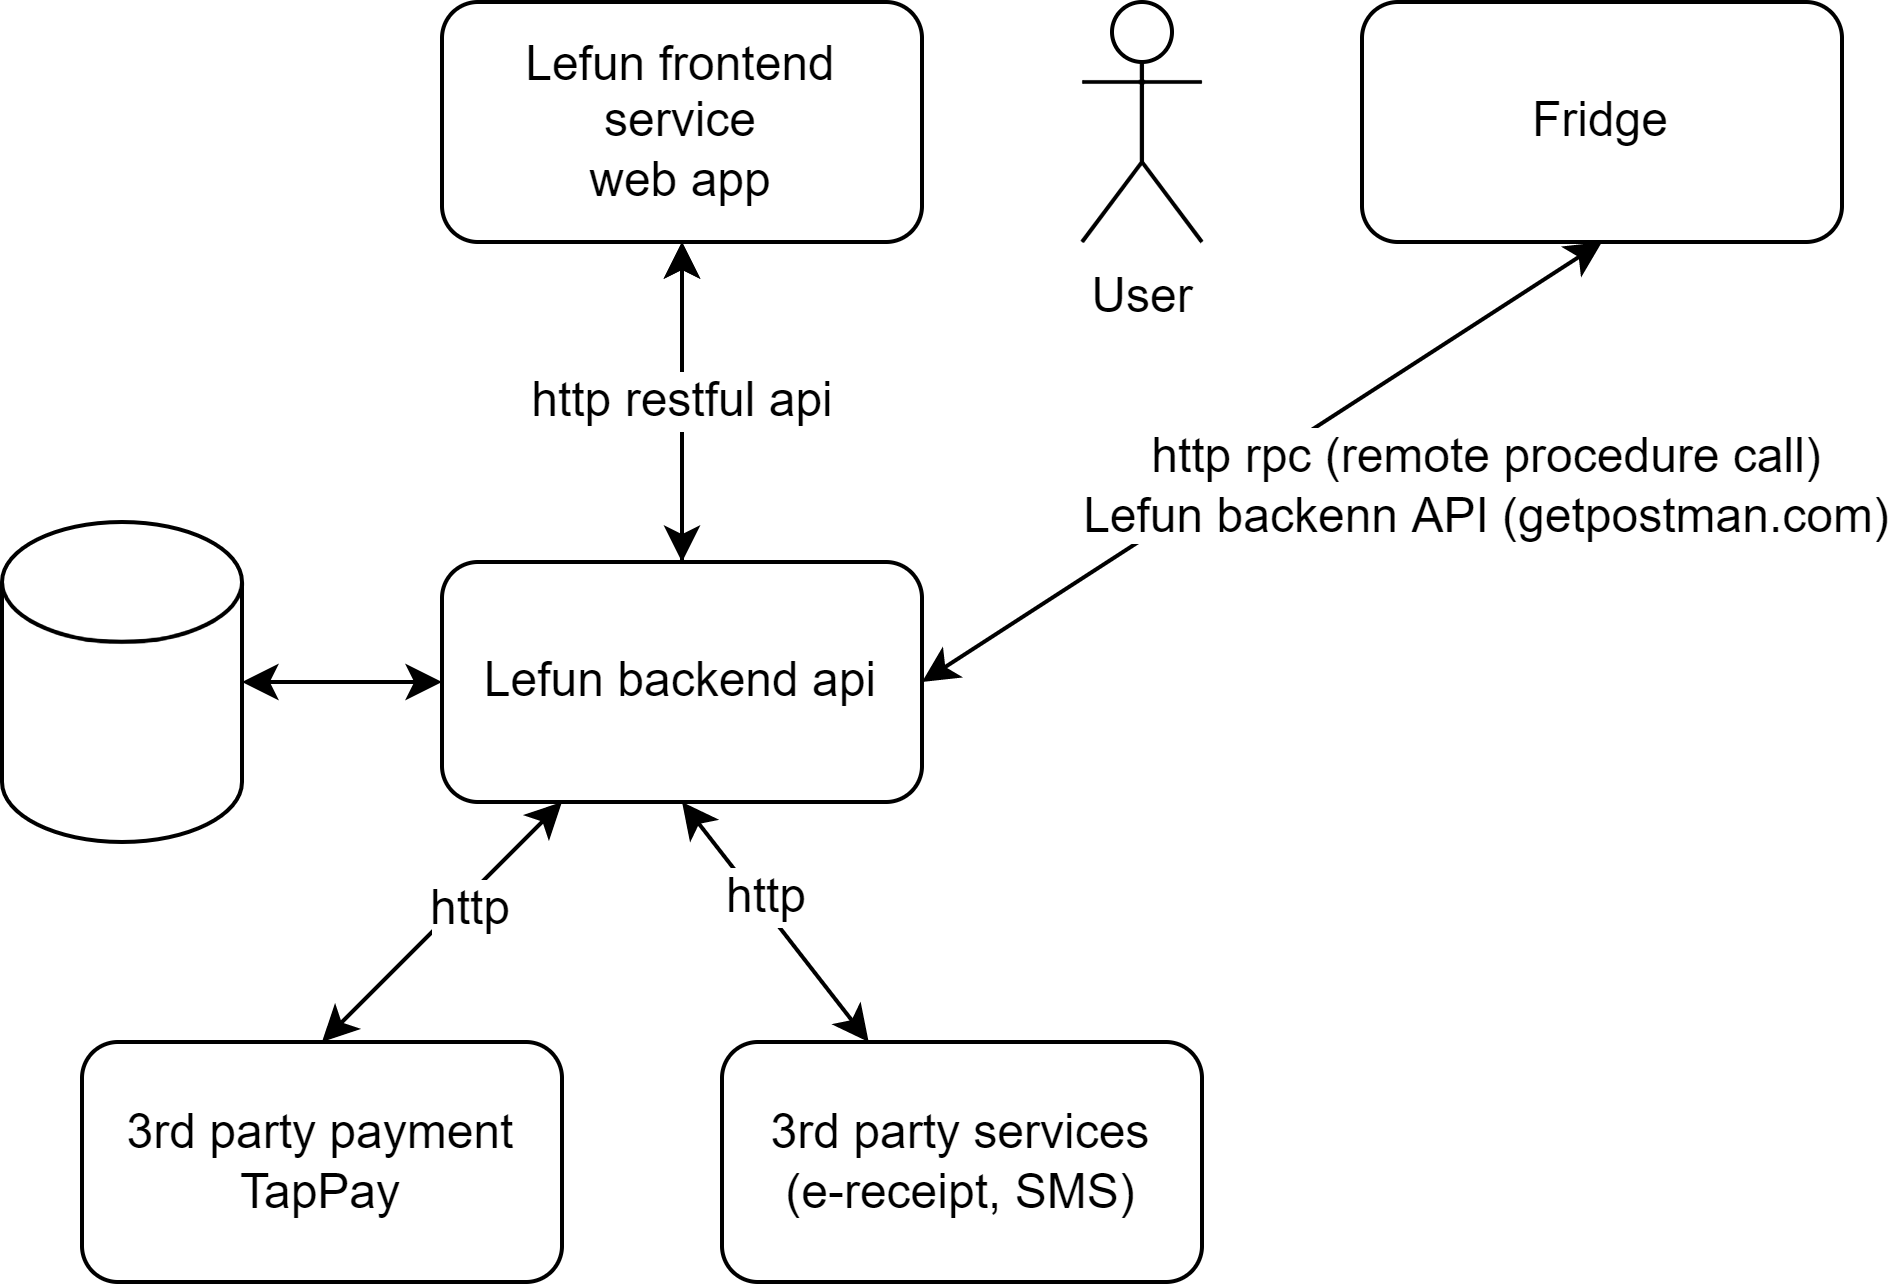 Lefun frontend
service
web app
Fridge
User
http restful api
http rpc (remote procedure call)
Lefun backenn API (getpostman.com)
Lefun backend api
http
http
3rd party payment
TapPay
3rd party services
(e-receipt, SMS)